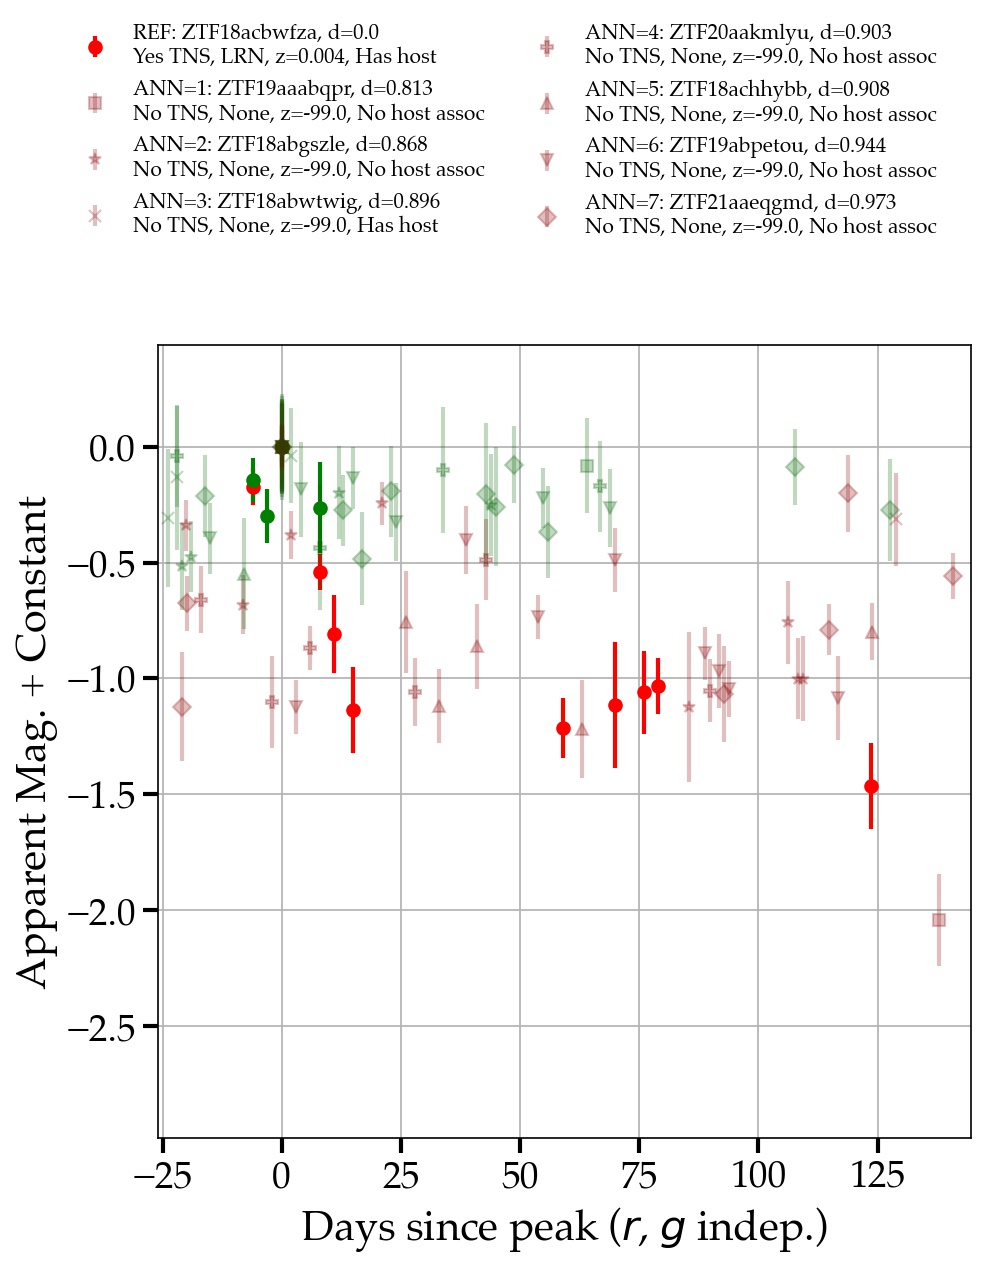 REF: ZTF18acbwfza, d=0.0
Yes TNS, LRN, z=0.004, Has host
ANN=1: ZTF19aaabqpr, d=0.813
No TNS, None, z=-99.0, No host assoc
ANN=2: ZTF18abgszle, d=0.868
No TNS, None, z=-99.0, No host assoc
ANN=3: ZTF18abwtwig, d=0.896
No TNS, None, z=-99.0, Has host
ANN=4: ZTF20aakmlyu, d=0.903
No TNS, None, z=-99.0, No host assoc
ANN=5: ZTF18achhybb, d=0.908
No TNS, None, z=-99.0, No host assoc
ANN=6: ZTF19abpetou, d=0.944
No TNS, None, z=-99.0, No host assoc
ANN=7: ZTF21aaeqgmd, d=0.973
No TNS, None, z=-99.0, No host assoc
Apparent Mag. + Constant
0.0
−0.5
−1.0
−1.5
−2.0
−2.5
−25 0 25 50 75 100 125
Days since peak (r, g indep.)